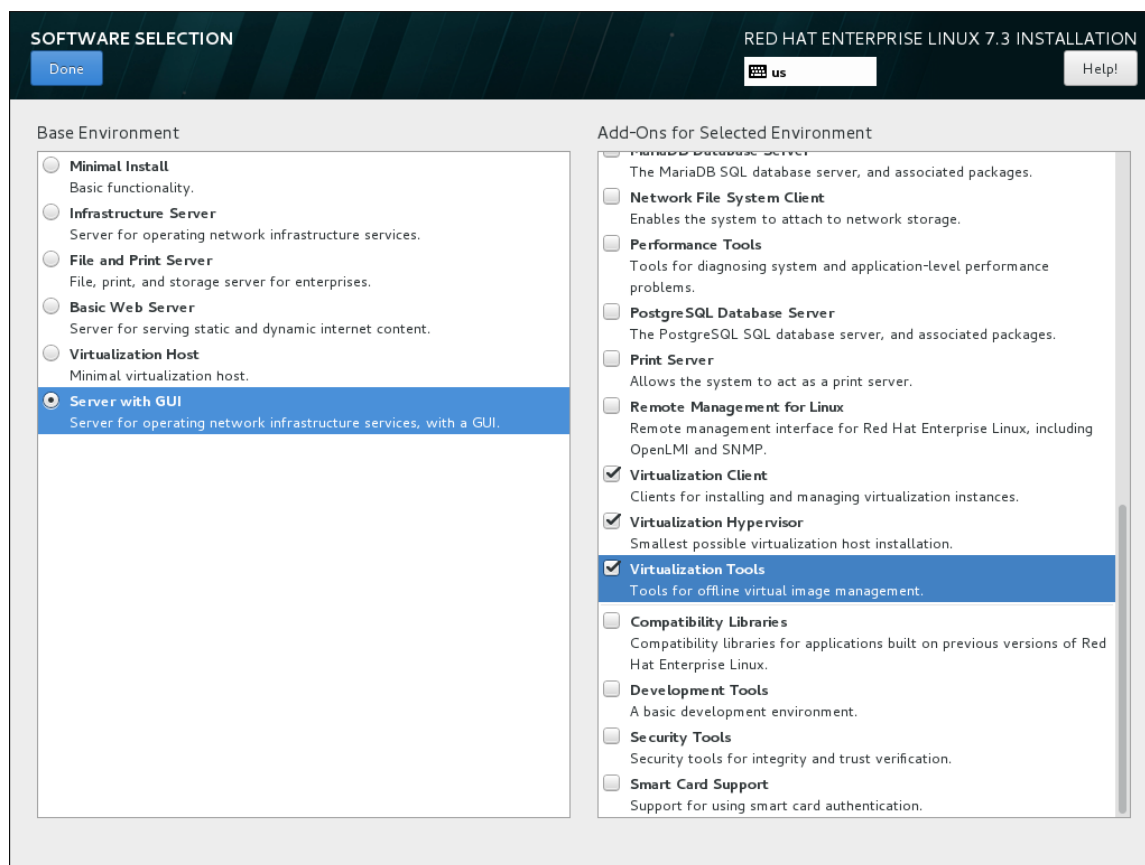 SOFTWARE SELECTION
RED HAT ENTERPRISE LINUX 7.3 INSTALLATION
Done
us
Help!
Base Environment
Minimal Install
Basic functionality.
Infrastructure Server
Server for operating network infrastructure services.
File and Print Server
File, print, and storage server for enterprises.
Basic Web Server
Server for serving static and dynamic internet content.
Virtualization Host
Minimal virtualization host.
Server with GUI
Server for operating network infrastructure services, with a GUI.
Add-Ons for Selected Environment
MariaDB Database Server
The MariaDB SQL database server, and associated packages.
Network File System Client
Enables the system to attach to network storage.
Performance Tools
Tools for diagnosing system and application-level performance
problems.
PostgreSQL Database Server
The PostgreSQL SQL database server, and associated packages.
Print Server
Allows the system to act as a print server.
Remote Management for Linux
Remote management interface for Red Hat Enterprise Linux, including
OpenLMI and SNMP.
Virtualization Client
Clients for installing and managing virtualization instances.
Virtualization Hypervisor
Smallest possible virtualization host installation.
Virtualization Tools
Tools for offline virtual image management.
Compatibility Libraries
Compatibility libraries for applications built on previous versions of Red
Hat Enterprise Linux.
Development Tools
A basic development environment.
Security Tools
Security tools for integrity and trust verification.
Smart Card Support
Support for using smart card authentication.